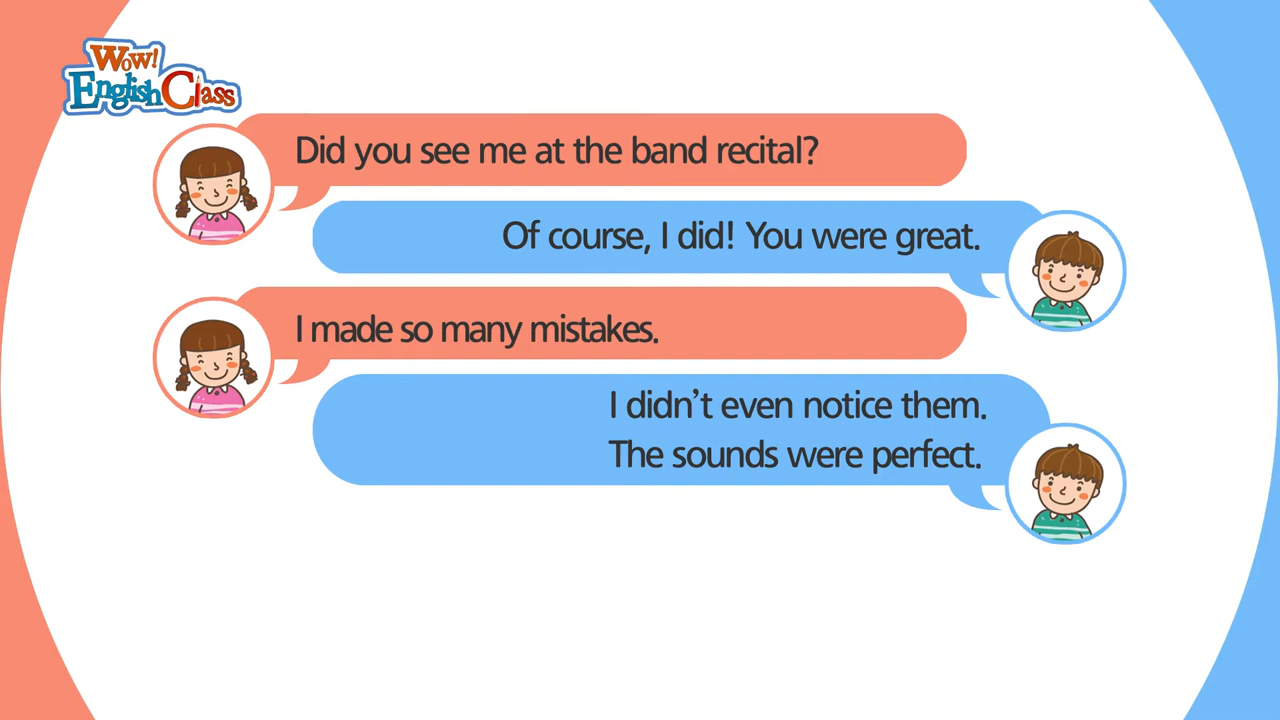 Wow!
English Class
Did you see me at the band recital?
Of course, I did! You were great.
I made so many mistakes.
I didn't even notice them.
The sounds were perfect.